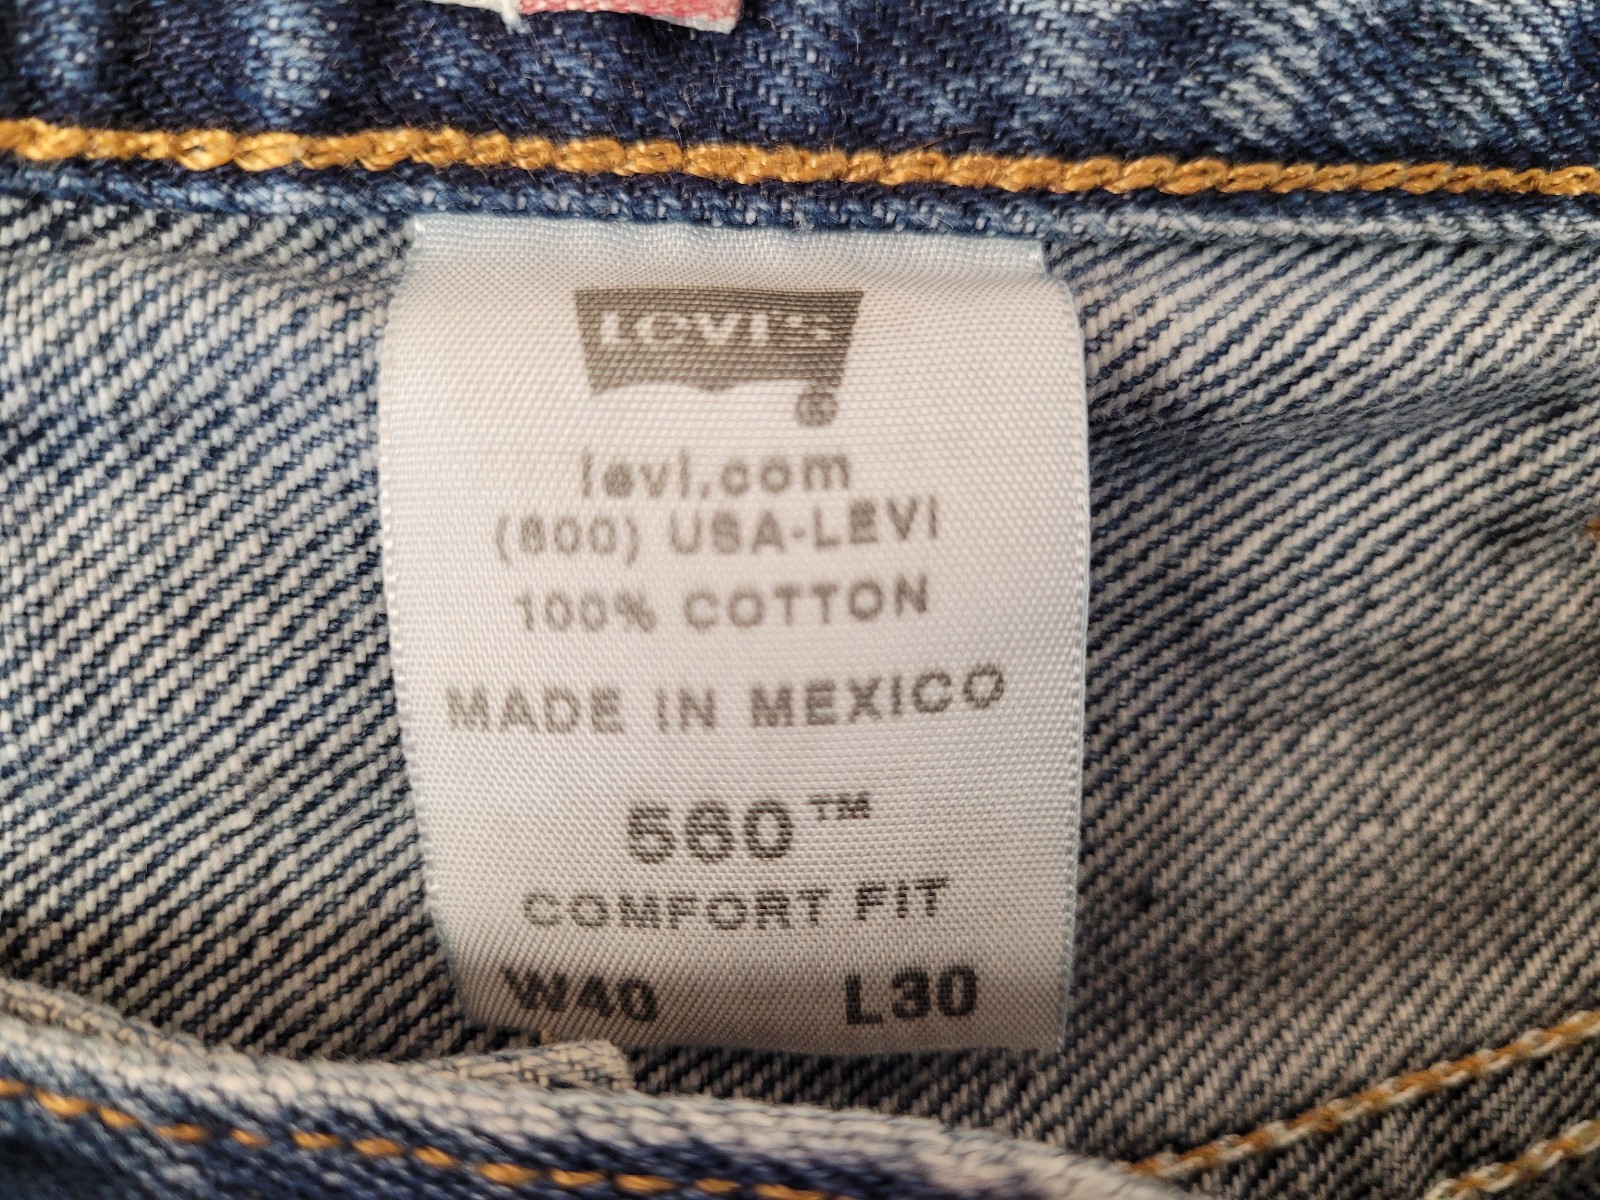 LEVI'S
®
levi.com
(800) USA-LEVI
100% COTTON
MADE IN MEXICO
560™
COMFORT FIT
W40 L30